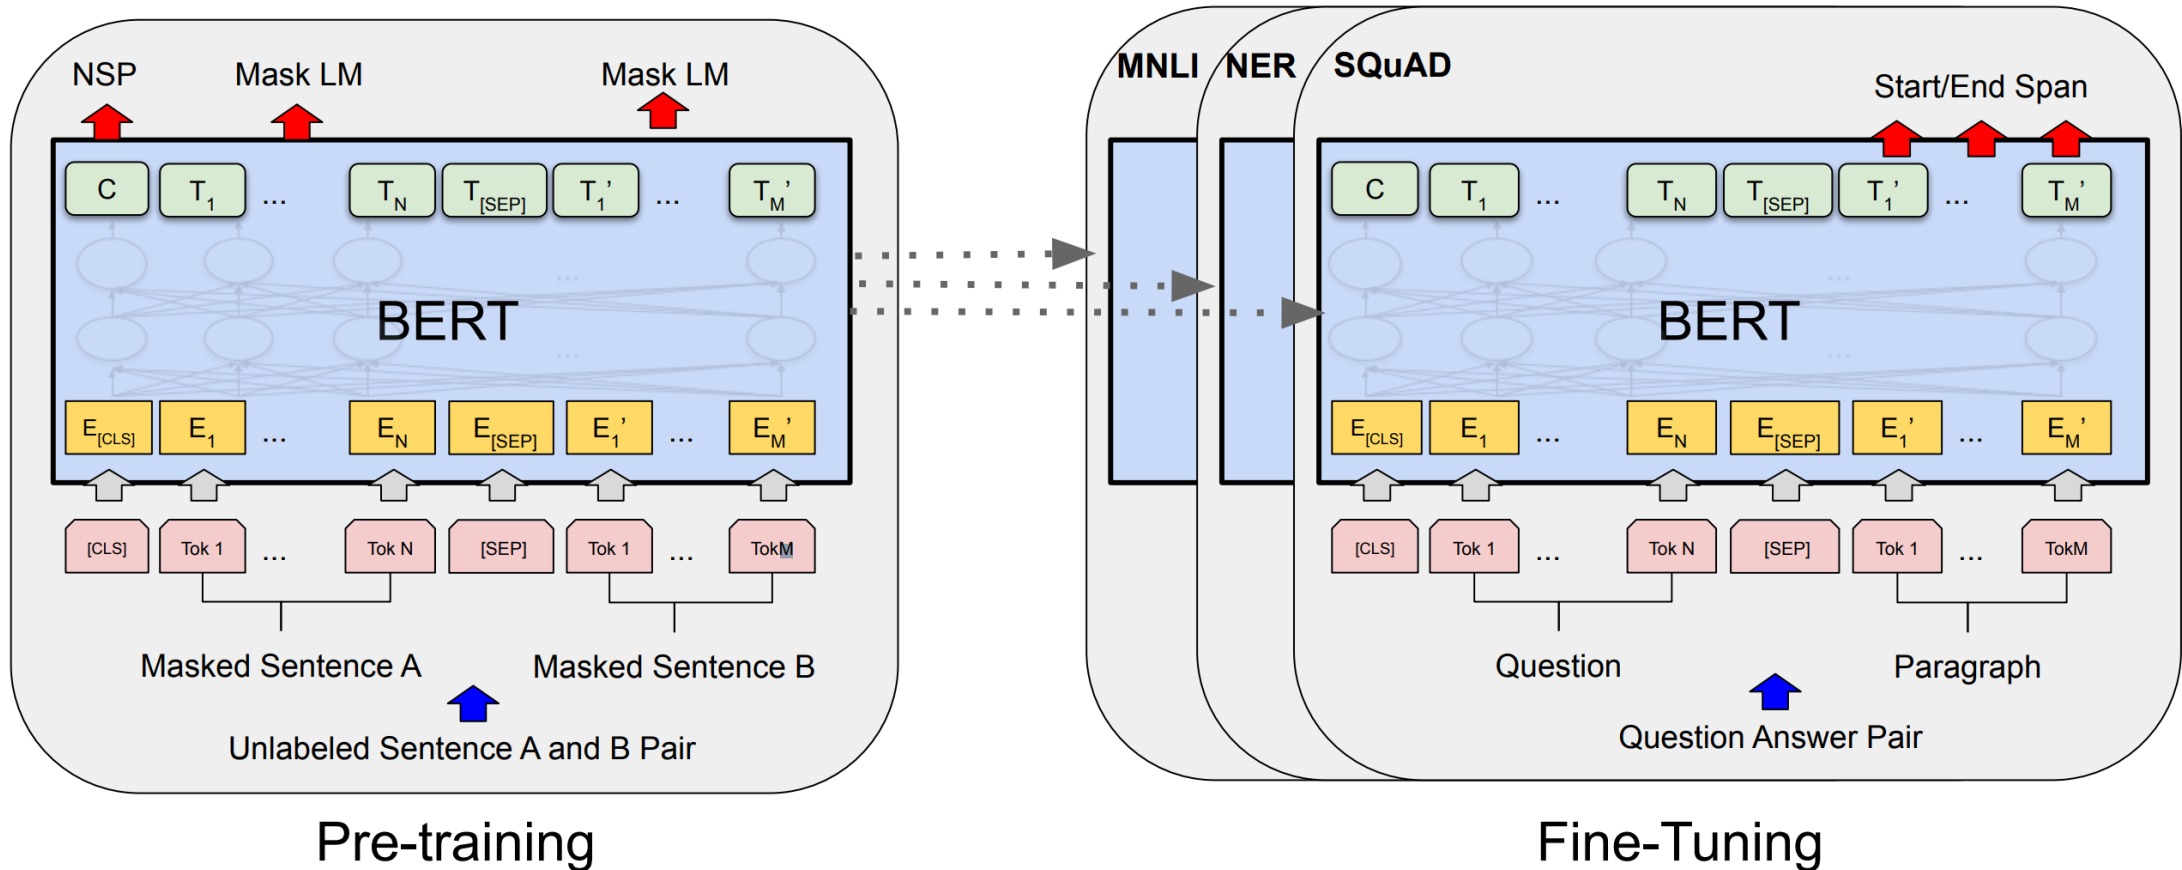 NSP Mask LM Mask LM
C T1 ... TN T[SEP] T1’ ... TM’
...
BERT
...
E[CLS] E1 ... EN E[SEP] E1’ ... EM’
[CLS] Tok 1 ... Tok N [SEP] Tok 1 ... TokM
Masked Sentence A Masked Sentence B
Unlabeled Sentence A and B Pair
Pre-training
MNLI NER SQuAD
Start/End Span
C T1 ... TN T[SEP] T1’ ... TM’
...
BERT
...
E[CLS] E1 ... EN E[SEP] E1’ ... EM’
[CLS] Tok 1 ... Tok N [SEP] Tok 1 ... TokM
Question Paragraph
Question Answer Pair
Fine-Tuning